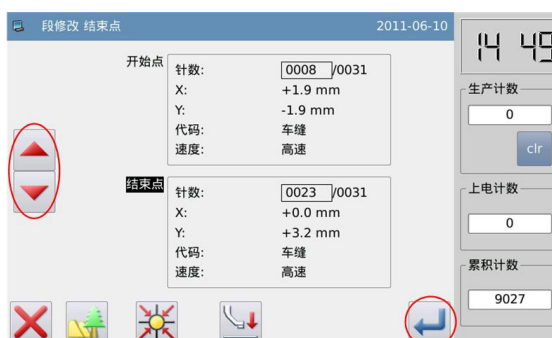 段修改 结束点 2011-06-10
14 49
开始点
针数: 0008 /0031
X: +1.9 mm
Y: -1.9 mm
代码: 车缝
速度: 高速
生产计数
0
clr
结束点
针数: 0023 /0031
X: +0.0 mm
Y: +3.2 mm
代码: 车缝
速度: 高速
上电计数
0
累积计数
9027